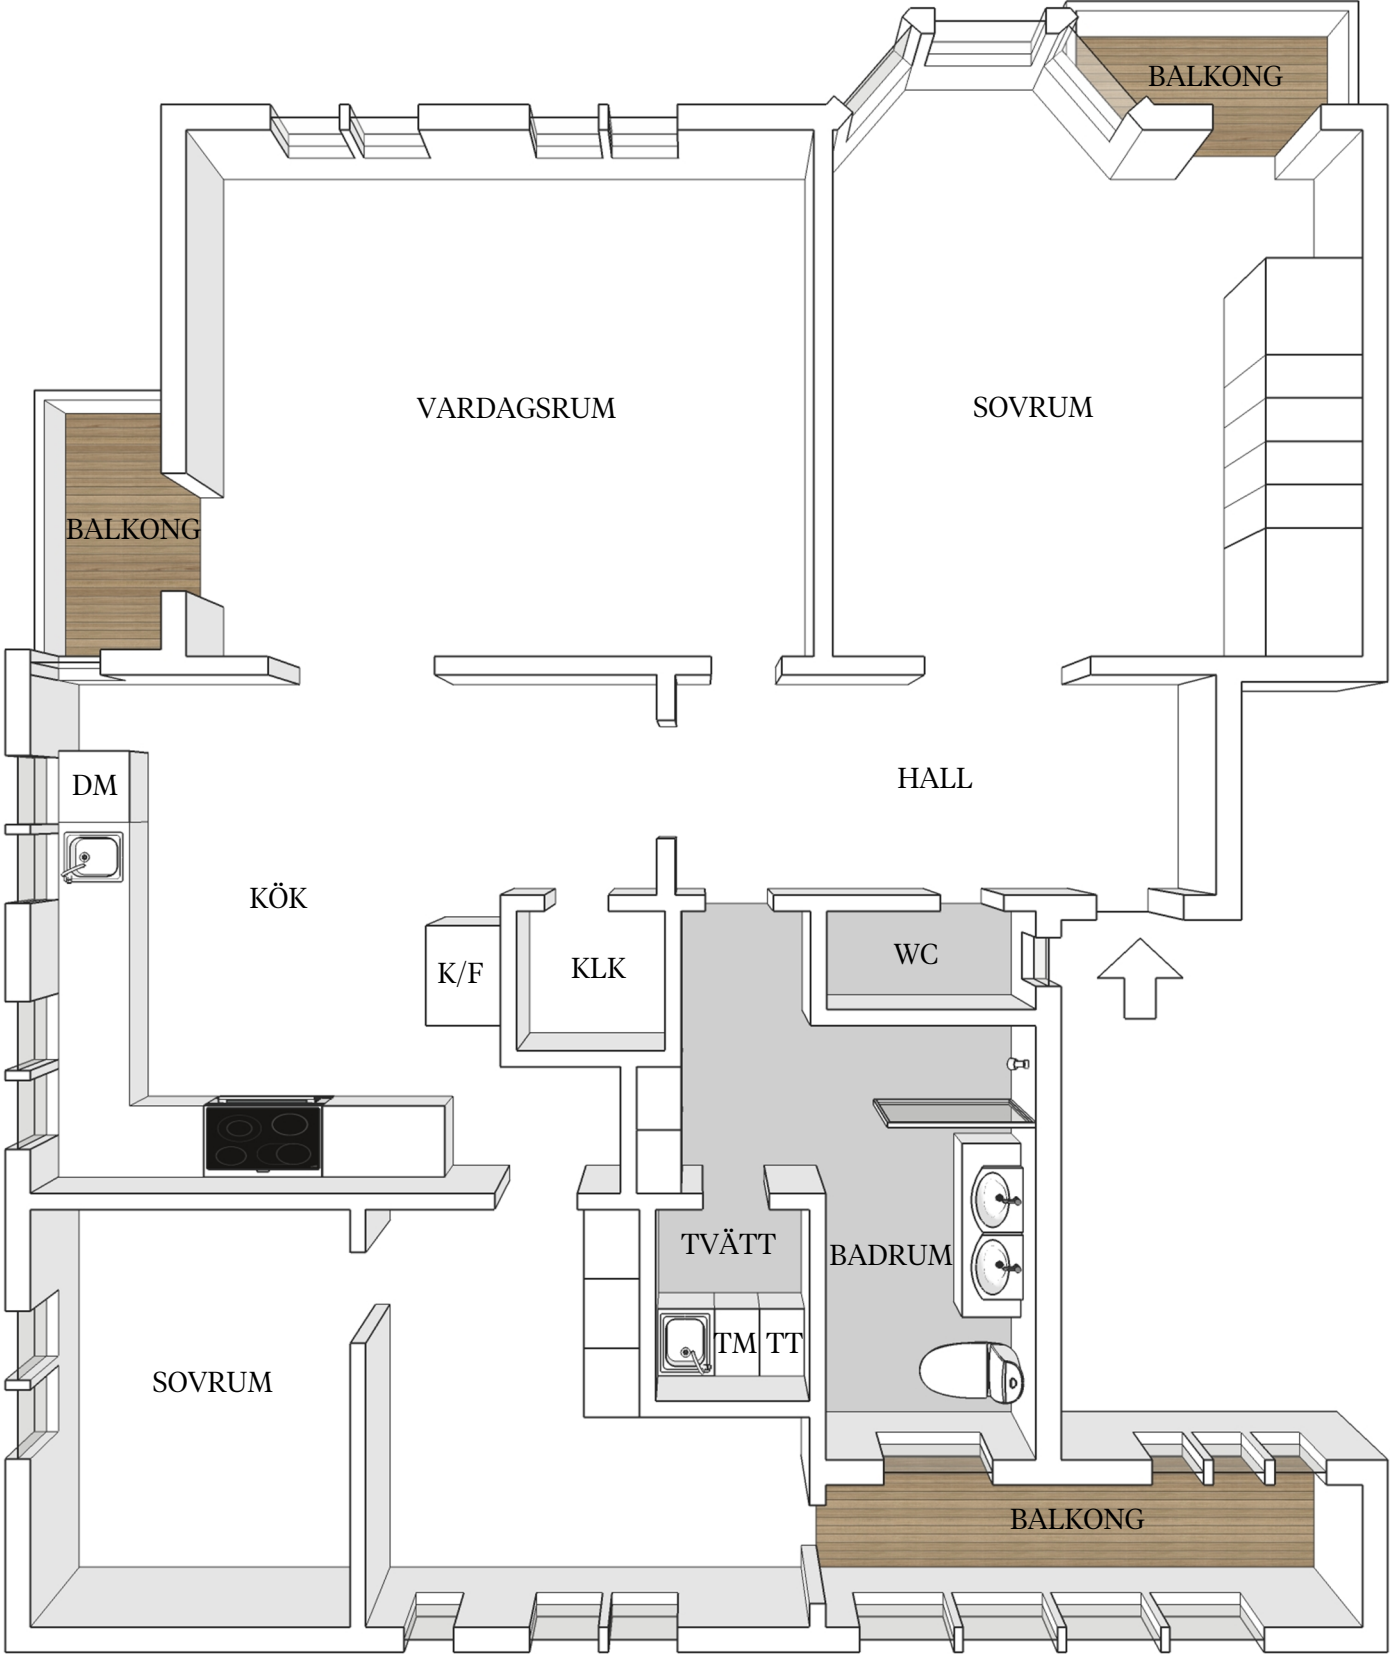 BALKONG
VARDAGSRUM
SOVRUM
BALKONG
DM
HALL
KÖK
K/F
KLK
WC
TVÄTT
BADRUM
TM
TT
SOVRUM
BALKONG